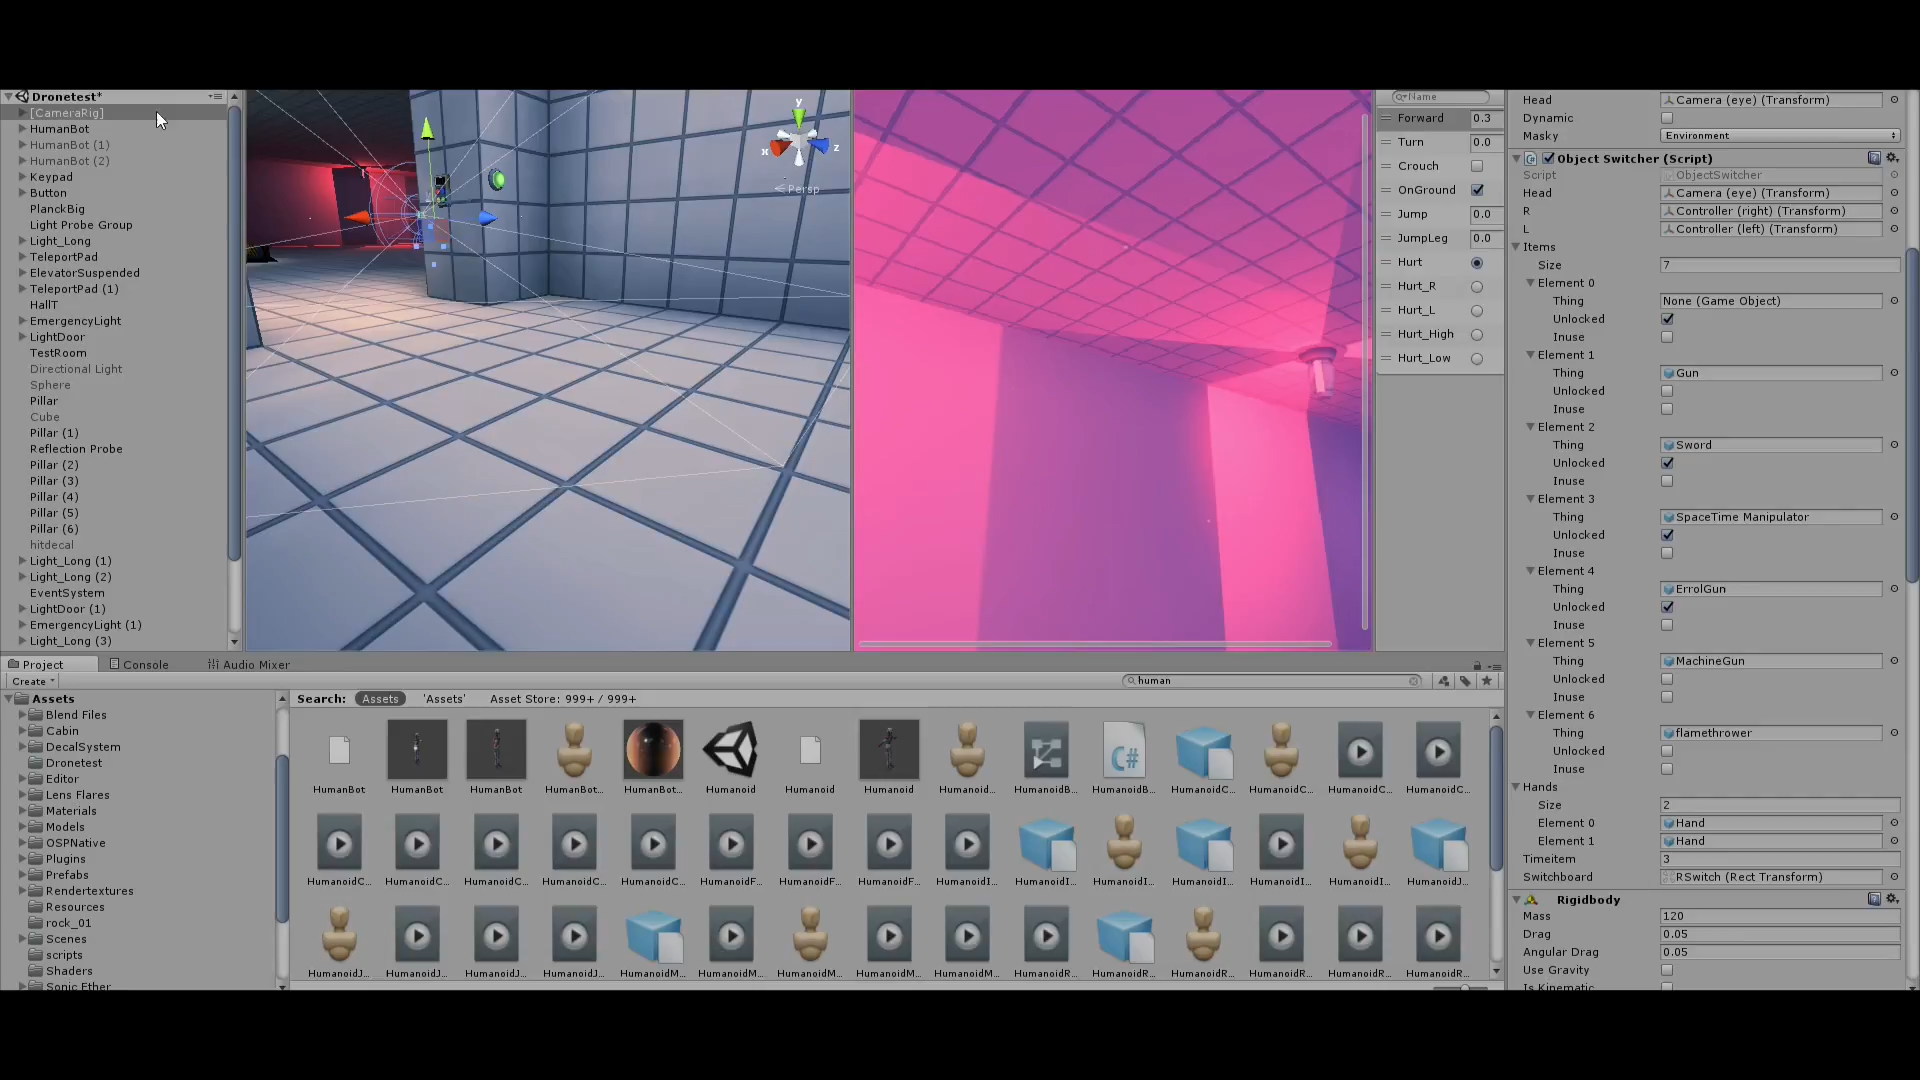 Dronetest*
[CameraRig]
HumanBot
HumanBot (1)
HumanBot (2)
Keypad
Button
PlanckBig
Light Probe Group
Light_Long
TeleportPad
ElevatorSuspended
TeleportPad (1)
HallT
EmergencyLight
LightDoor
TestRoom
Directional Light
Sphere
Pillar
Cube
Pillar (1)
Reflection Probe
Pillar (2)
Pillar (3)
Pillar (4)
Pillar (5)
Pillar (6)
hitdecal
Light_Long (1)
Light_Long (2)
EventSystem
LightDoor (1)
EmergencyLight (1)
Light_Long (3)
y
x
z
Persp
Name
Forward 0.3
Turn 0.0
Crouch
OnGround
Jump 0.0
JumpLeg 0.0
Hurt
Hurt_R
Hurt_L
Hurt_High
Hurt_Low
Head Camera (eye) (Transform)
Dynamic
Masky Environment
Object Switcher (Script)
Script ObjectSwitcher
Head Camera (eye) (Transform)
R Controller (right) (Transform)
L Controller (left) (Transform)
Items
Size 7
Element 0
Thing None (Game Object)
Unlocked
Inuse
Element 1
Thing Gun
Unlocked
Inuse
Element 2
Thing Sword
Unlocked
Inuse
Element 3
Thing SpaceTime Manipulator
Unlocked
Inuse
Element 4
Thing ErrolGun
Unlocked
Inuse
Element 5
Thing MachineGun
Unlocked
Inuse
Element 6
Thing flamethrower
Unlocked
Inuse
Hands
Size 2
Element 0 Hand
Element 1 Hand
Timeitem 3
Switchboard RSwitch (Rect Transform)
Rigidbody
Mass 120
Drag 0.05
Angular Drag 0.05
Use Gravity
Is Kinematic
Project Console Audio Mixer
Create human
Assets
Blend Files
Cabin
DecalSystem
Dronetest
Editor
Lens Flares
Materials
Models
OSPNative
Plugins
Prefabs
Rendertextures
Resources
rock_01
Scenes
scripts
Shaders
Sonic Ether
Search: Assets 'Assets' Asset Store: 999+ / 999+
C#
HumanBot HumanBot HumanBot HumanBot... HumanBot... Humanoid Humanoid Humanoid Humanoid... HumanoidB... HumanoidB... HumanoidC... HumanoidC... HumanoidC... HumanoidC...
HumanoidC... HumanoidC... HumanoidC... HumanoidC... HumanoidC... HumanoidF... HumanoidF... HumanoidF... HumanoidI... HumanoidI... HumanoidI... HumanoidI... HumanoidI... HumanoidI... HumanoidJ...
HumanoidJ... HumanoidJ... HumanoidJ... HumanoidJ... HumanoidM... HumanoidM... HumanoidM... HumanoidM... HumanoidM... HumanoidR... HumanoidR... HumanoidR... HumanoidR... HumanoidR... HumanoidR...